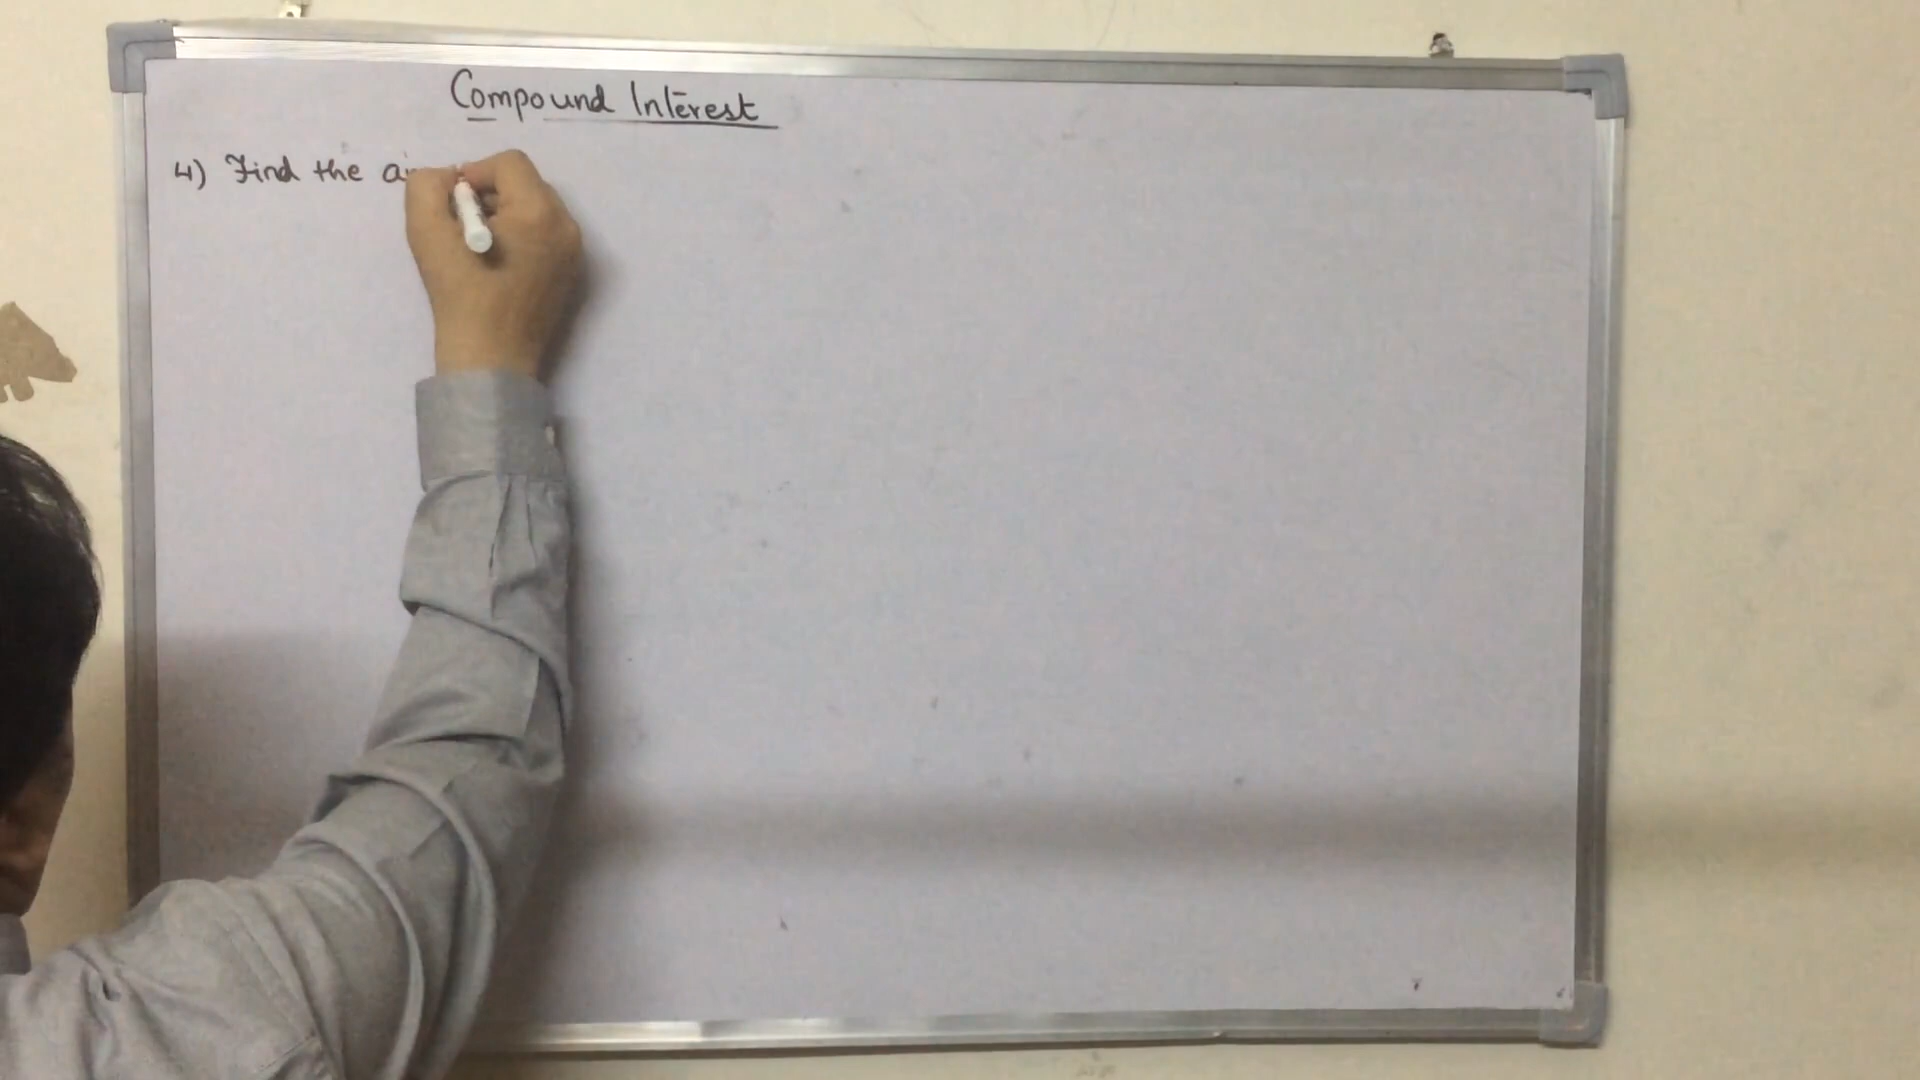 Compound Interest
4) Find the